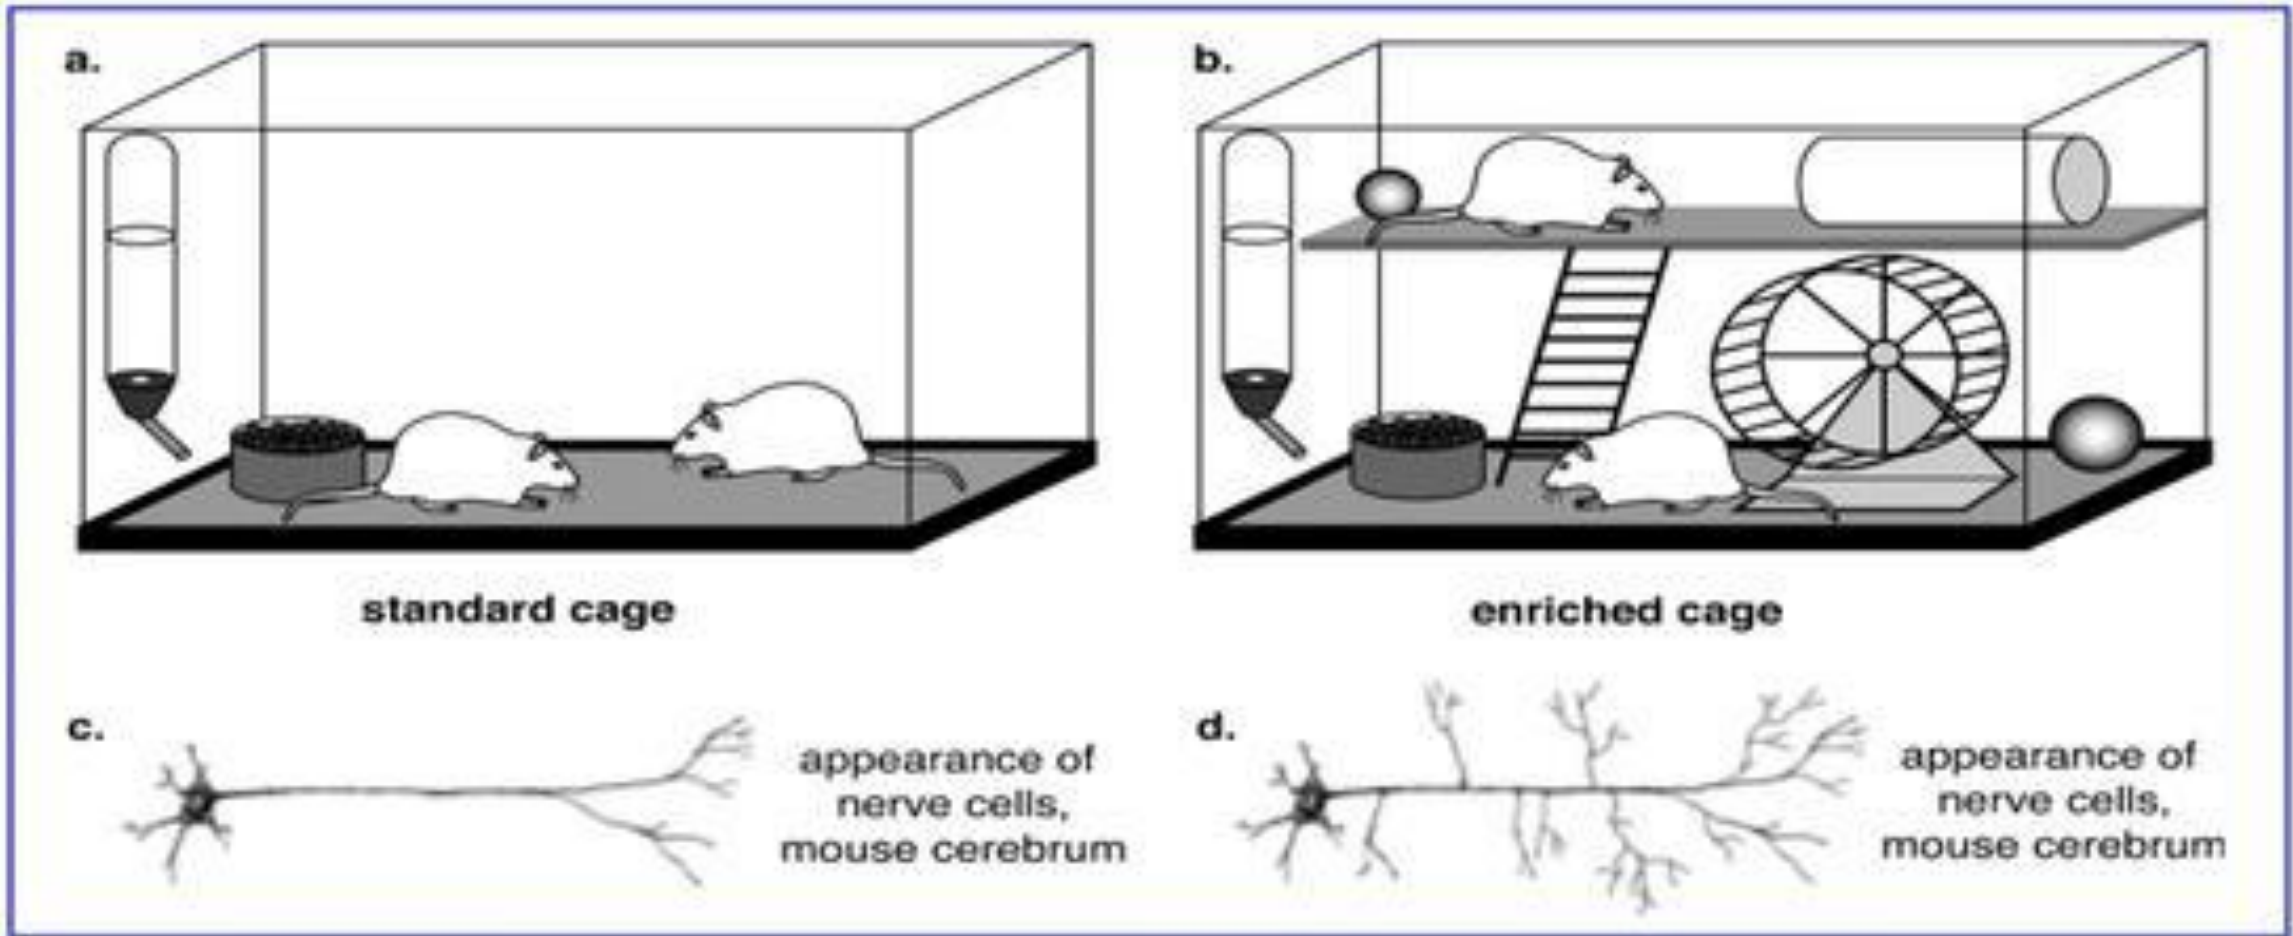 a.
b.
standard cage
enriched cage
c.
appearance of
nerve cells,
mouse cerebrum
d.
appearance of
nerve cells,
mouse cerebrum